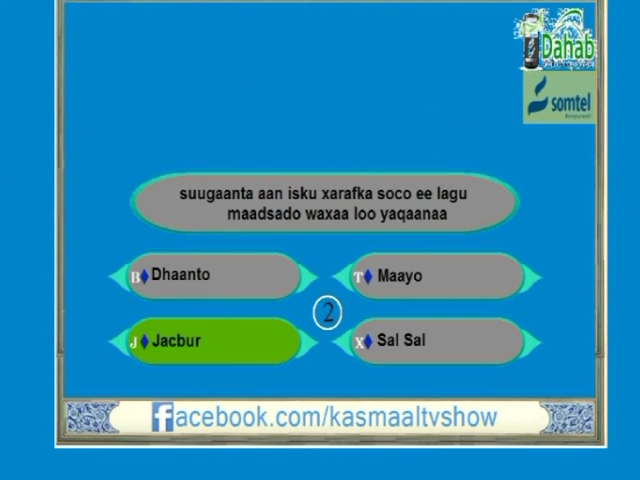 Dahab
somtel
suugaanta aan isku xarafka soco ee lagu
maadsado waxaa loo yaqaanaa
B Dhaanto
T Maayo
2
J Jacbur
X Sal Sal
facebook.com/kasmaaltvshow